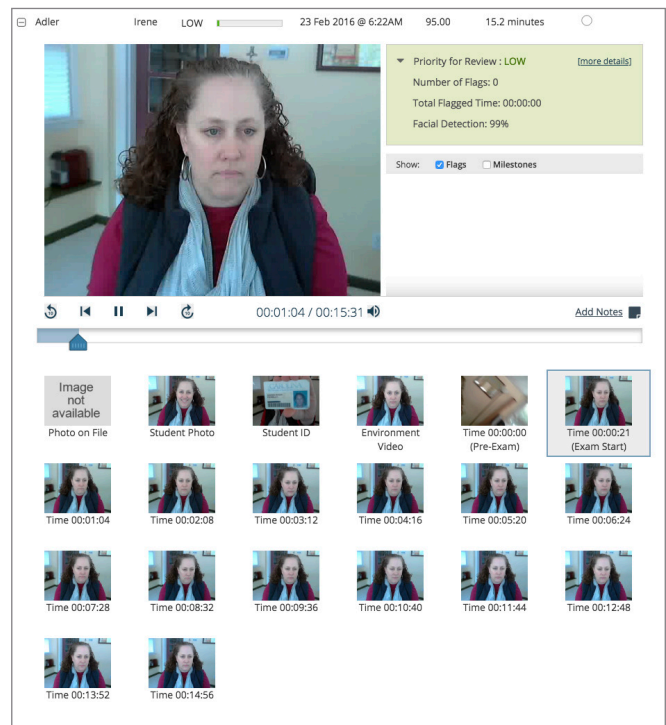 Adler Irene LOW 23 Feb 2016 @ 6:22AM 95.00 15.2 minutes
Priority for Review : LOW [more details]
Number of Flags: 0
Total Flagged Time: 00:00:00
Facial Detection: 99%
Show: Flags Milestones
10 10 00:01:04 / 00:15:31 Add Notes
Image
not
available
Photo on File Student Photo Student ID Environment Video Time 00:00:00 (Pre-Exam) Time 00:00:21 (Exam Start)
Time 00:01:04 Time 00:02:08 Time 00:03:12 Time 00:04:16 Time 00:05:20 Time 00:06:24
Time 00:07:28 Time 00:08:32 Time 00:09:36 Time 00:10:40 Time 00:11:44 Time 00:12:48
Time 00:13:52 Time 00:14:56